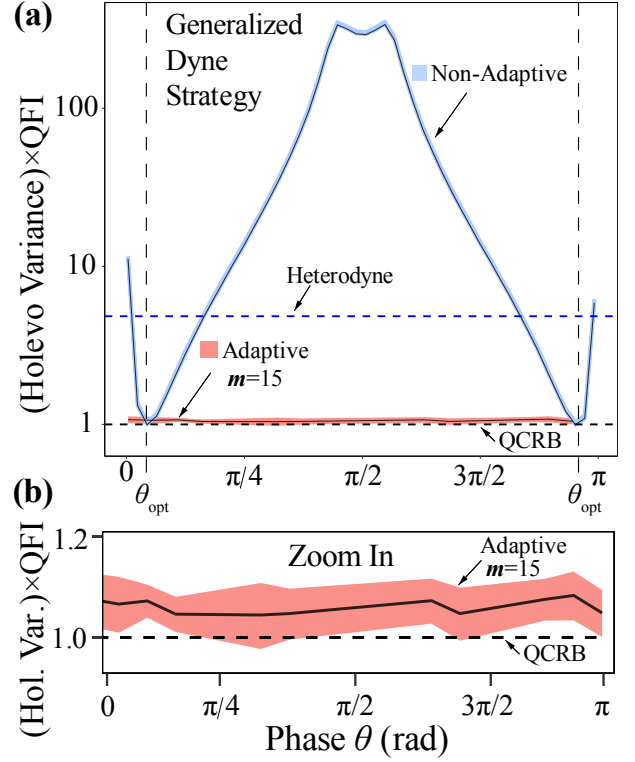 (a)
Generalized
Dyne
Strategy
Non-Adaptive
(Holevo Variance)×QFI
100
10
1
Heterodyne
Adaptive
m=15
QCRB
0
π/4
π/2
3π/2
π
θopt
θopt
(b)
(Hol. Var.)×QFI
1.2
1.0
Zoom In
Adaptive
m=15
QCRB
0
π/4
π/2
3π/2
π
Phase θ (rad)